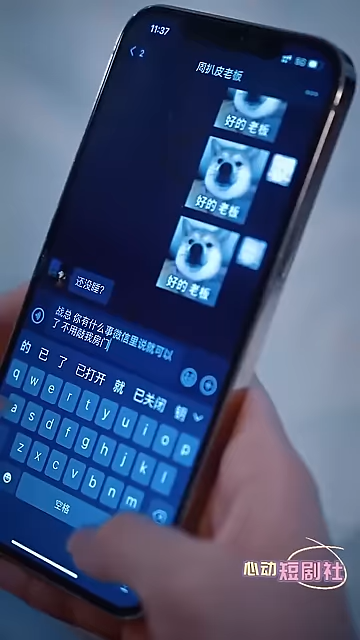 11:37
5G
2
周扒皮老板
好的 老板
好的 老板
好的 老板
还没睡?
战总 你有什么事微信里说就可以
了 不用敲我房门
的 已 了 已打开 就 已关闭 锁
q w e r t y u i o p
a s d f g h j k l
z x c v b n m
空格
心动短剧社